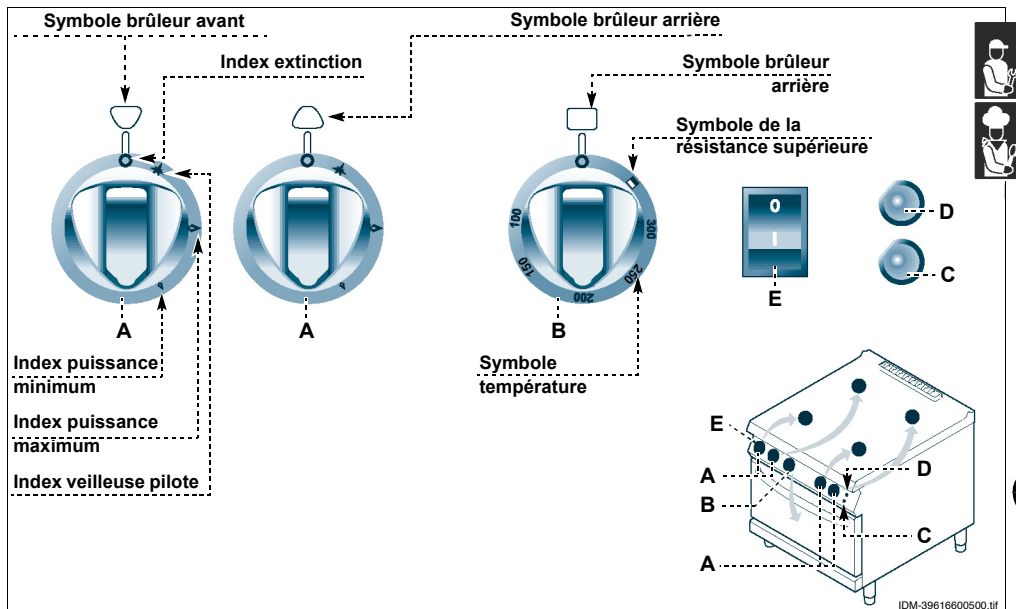 Symbole brûleur avant
Symbole brûleur arrière
Index extinction
Symbole brûleur
arrière
Symbole de la
résistance supérieure
100
150
200
250
300
0
I
D
C
E
A
A
B
Index puissance
minimum
Symbole
température
Index puissance
maximum
Index veilleuse pilote
E
A
B
A
D
C
IDM-39616600500.tif